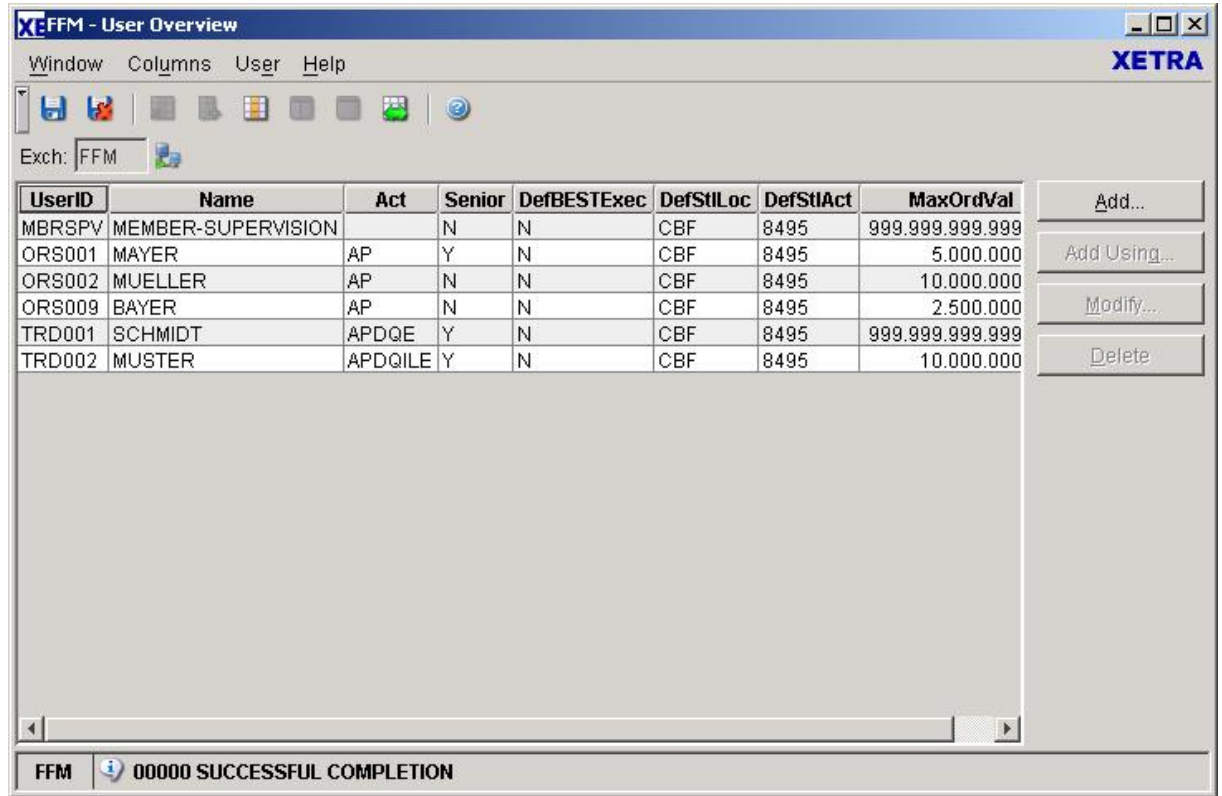 XE FFM - User Overview
Window Columns User Help
XETRA
Exch: FFM
UserID Name Act Senior DefBESTExec DefStlLoc DefStlAct MaxOrdVal
MBRSPV MEMBER-SUPERVISION N N CBF 8495 999.999.999.999
ORS001 MAYER AP Y N CBF 8495 5.000.000
ORS002 MUELLER AP N N CBF 8495 10.000.000
ORS009 BAYER AP N N CBF 8495 2.500.000
TRD001 SCHMIDT APDQE Y N CBF 8495 999.999.999.999
TRD002 MUSTER APDQILE Y N CBF 8495 10.000.000
Add...
Add Using...
Modify...
Delete
FFM 00000 SUCCESSFUL COMPLETION